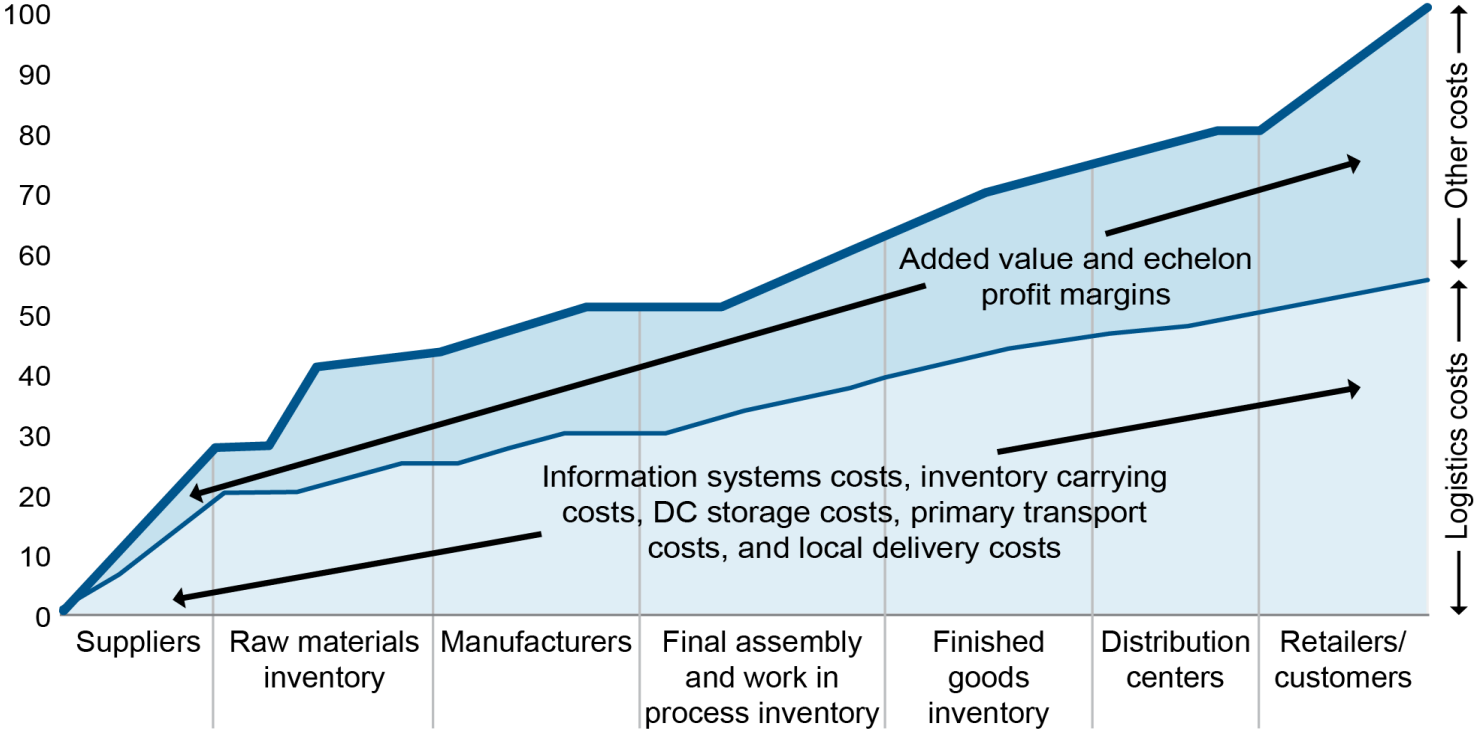 100
90
80
70
60
50
40
30
20
10
0
Added value and echelon
profit margins
Information systems costs, inventory carrying
costs, DC storage costs, primary transport
costs, and local delivery costs
Other costs
Logistics costs
Suppliers
Raw materials
inventory
Manufacturers
Final assembly
and work in
process inventory
Finished
goods
inventory
Distribution
centers
Retailers/
customers